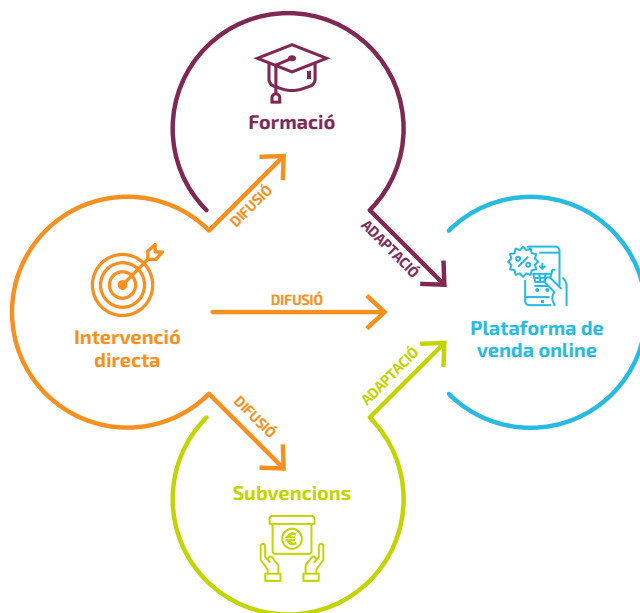 Formació
DIFUSIÓ
ADAPTACIÓ
Intervenció
directa
DIFUSIÓ
Plataforma de
venda online
DIFUSIÓ
ADAPTACIÓ
Subvencions
%
€